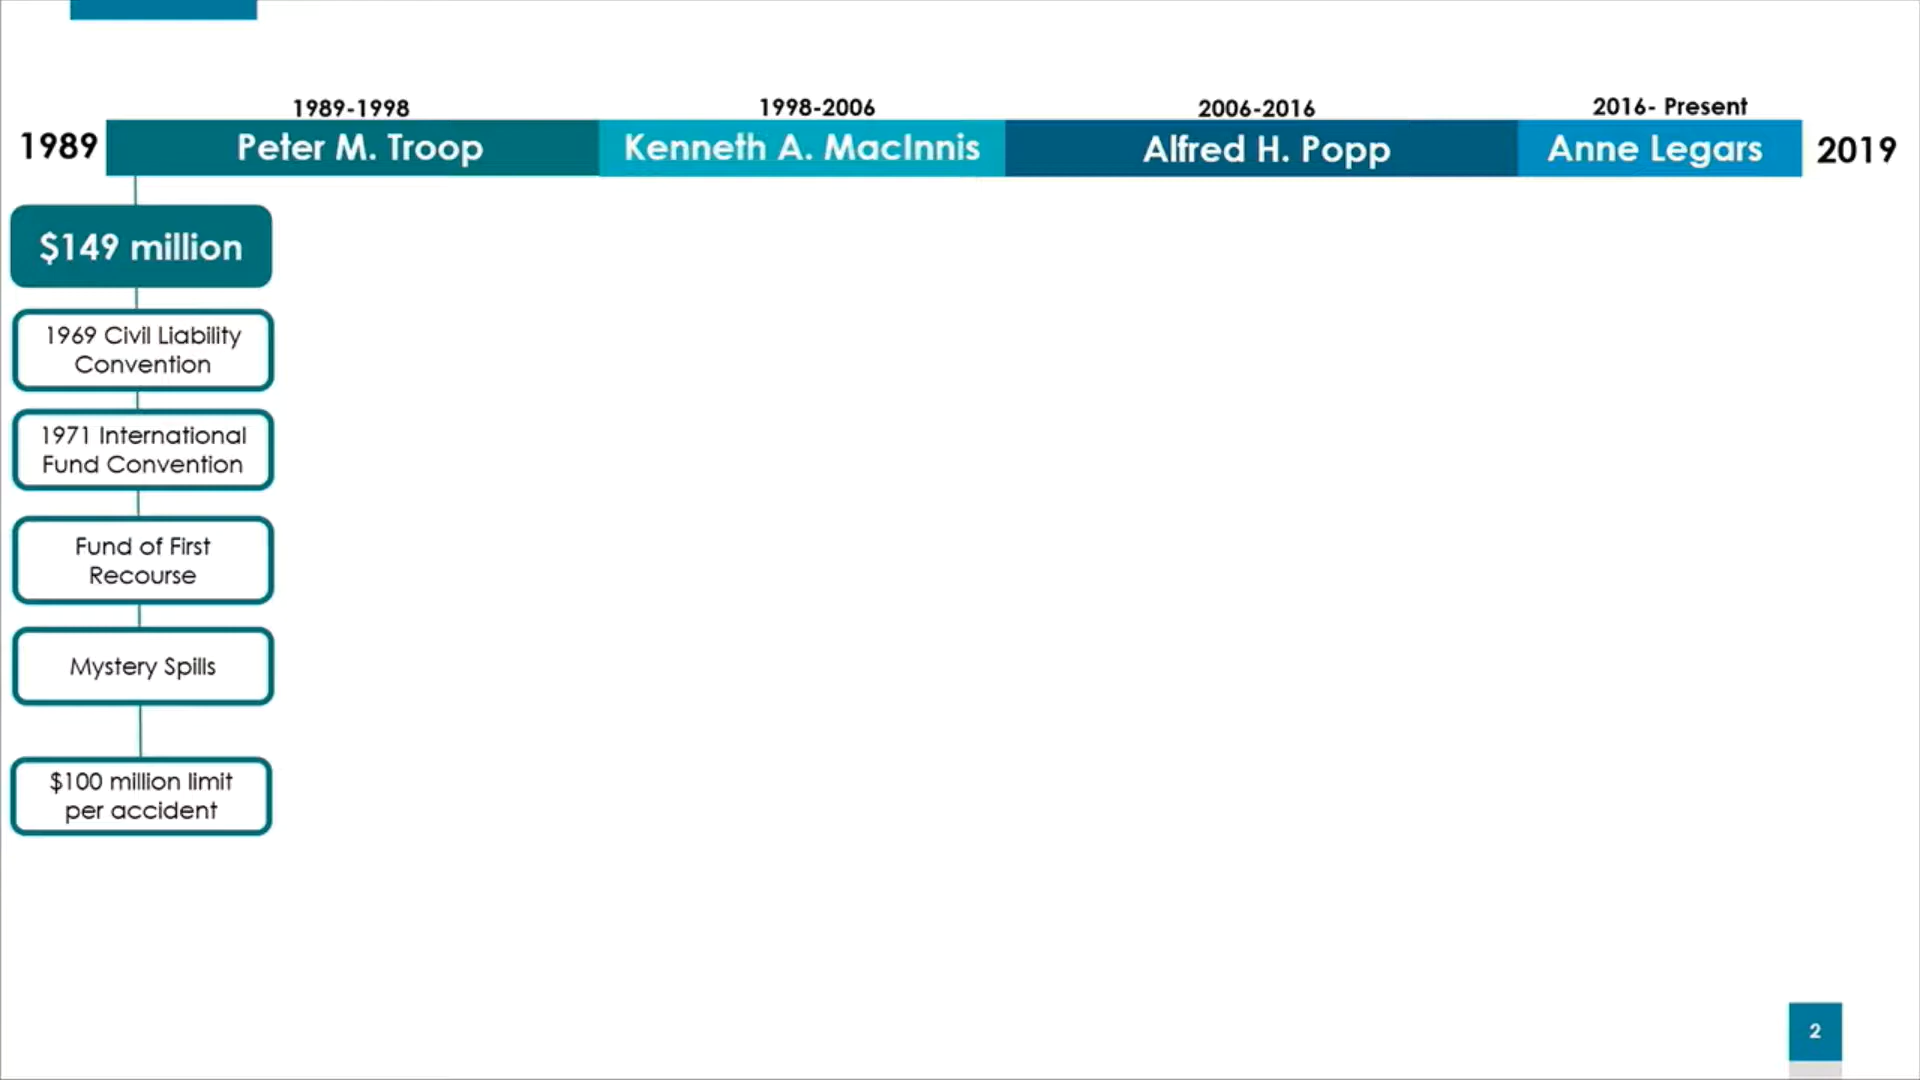 1989-1998
1998-2006
2006-2016
2016- Present
1989
Peter M. Troop
Kenneth A. MacInnis
Alfred H. Popp
Anne Legars
2019
$149 million
1969 Civil Liability
Convention
1971 International
Fund Convention
Fund of First
Recourse
Mystery Spills
$100 million limit
per accident
2